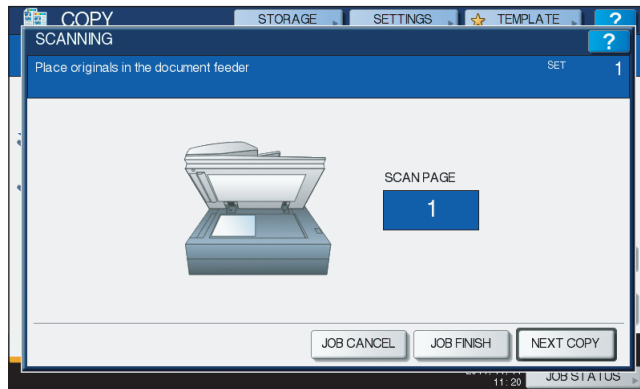 COPY STORAGE SETTINGS TEMPLATE ?
SCANNING ?
Place originals in the document feeder SET 1
SCAN PAGE
1
JOB CANCEL JOB FINISH NEXT COPY
11:20 JOB STATUS